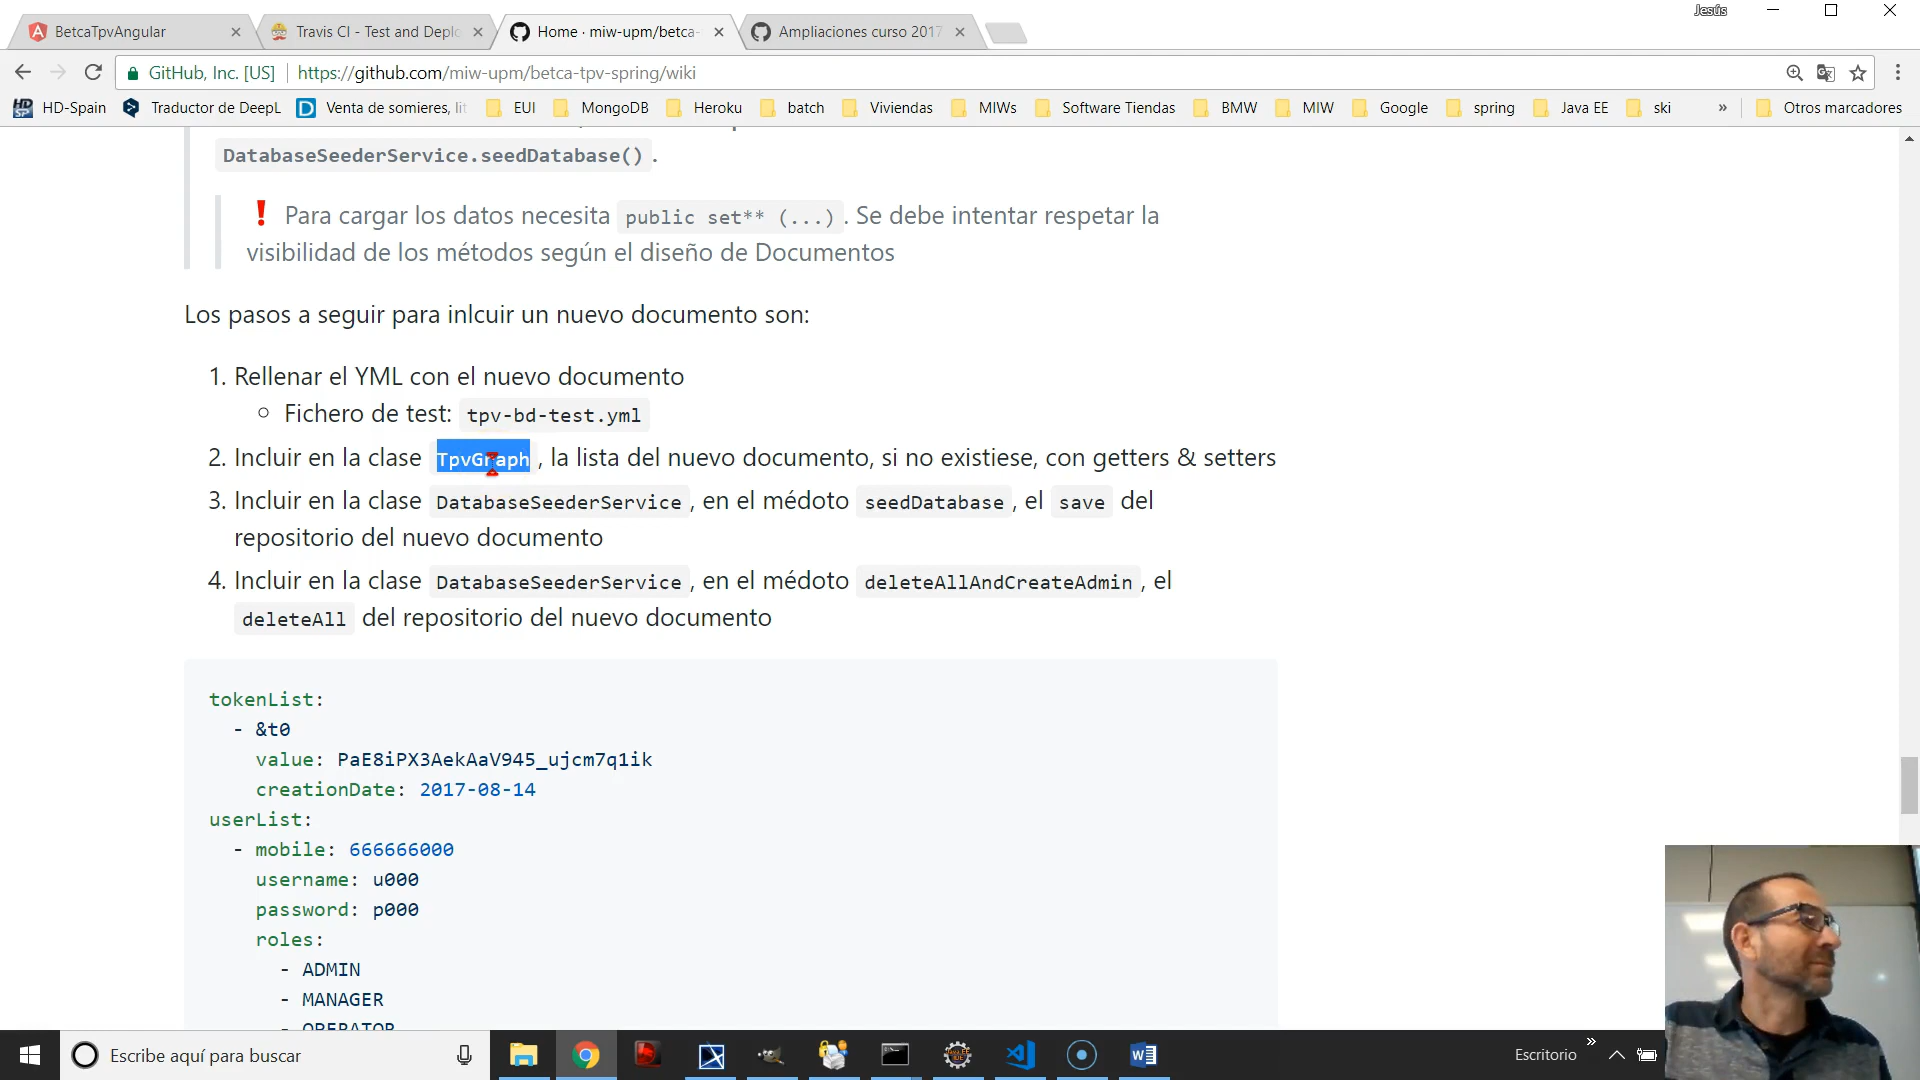 Jesús
BetcaTpvAngular
Travis CI - Test and Deplo
Home · miw-upm/betca-
Ampliaciones curso 2017
GitHub, Inc. [US]
https://github.com/miw-upm/betca-tpv-spring/wiki
HD-Spain
Traductor de DeepL
Venta de somieres, lit
EUI
MongoDB
Heroku
batch
Viviendas
MIWs
Software Tiendas
BMW
MIW
Google
spring
Java EE
ski
»
Otros marcadores
DatabaseSeederService.seedDatabase() .
❗ Para cargar los datos necesita public set** (...) . Se debe intentar respetar la
visibilidad de los métodos según el diseño de Documentos
Los pasos a seguir para inlcuir un nuevo documento son:
1. Rellenar el YML con el nuevo documento
○ Fichero de test: tpv-bd-test.yml
2. Incluir en la clase TpvGraph , la lista del nuevo documento, si no existiese, con getters & setters
3. Incluir en la clase DatabaseSeederService , en el médoto seedDatabase , el save del
repositorio del nuevo documento
4. Incluir en la clase DatabaseSeederService , en el médoto deleteAllAndCreateAdmin , el
deleteAll del repositorio del nuevo documento
tokenList:
- &t0
value: PaE8iPX3AekAaV945_ujcm7q1ik
creationDate: 2017-08-14
userList:
- mobile: 666666000
username: u000
password: p000
roles:
- ADMIN
- MANAGER
- OPERATOR
Escribe aquí para buscar
Escritorio
»